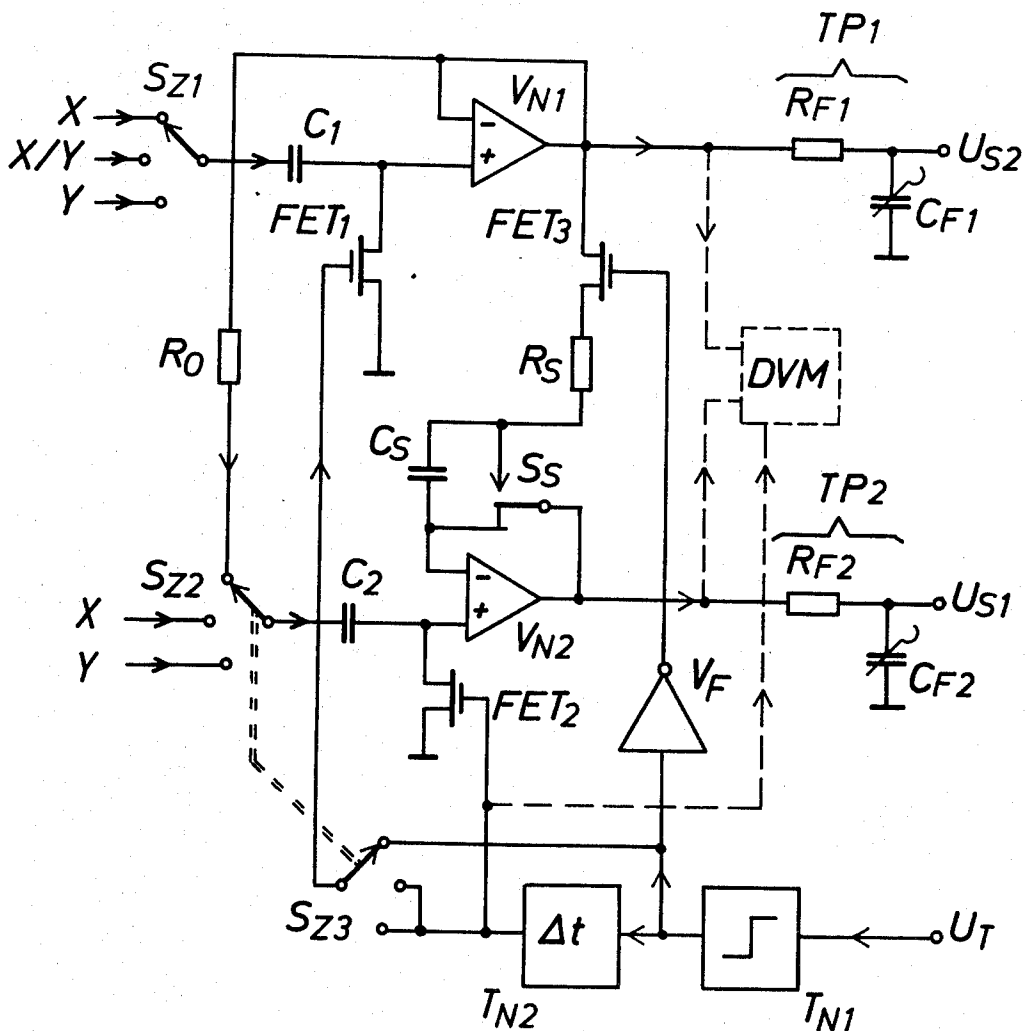 TP1
SZ1
VN1
RF1
X
C1
X/Y
US2
Y
FET1
FET3
CF1
RO
RS
DVM
CS
SS
TP2
RF2
SZ2
C2
US1
X
VN2
Y
FET2
VF
CF2
SZ3
Δt
UT
TN2
TN1